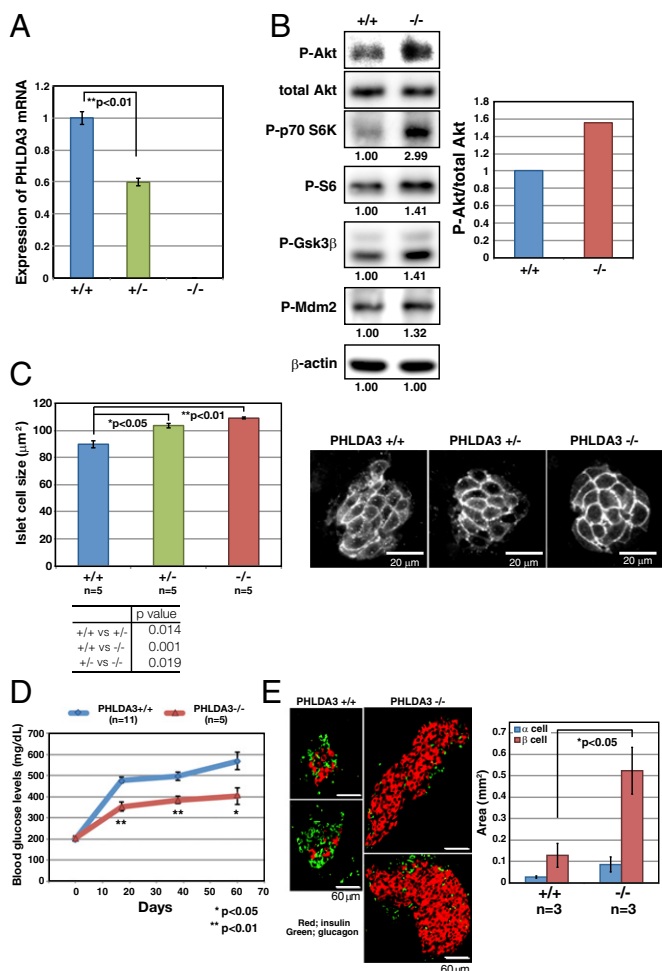 A
Expression of PHLDA3 mRNA
1.2
1
0.8
0.6
0.4
0.2
0
**p<0.01
+/+
+/-
-/-
B
+/+
-/-
P-Akt
total Akt
P-p70 S6K
1.00
2.99
P-S6
1.00
1.41
P-Gsk3β
1.00
1.41
P-Mdm2
1.00
1.32
β-actin
1.00
1.00
P-Akt/total Akt
1.8
1.6
1.4
1.2
1
0.8
0.6
0.4
0.2
0
+/+
-/-
C
Islet cell size (μm²)
120
100
80
60
40
20
0
*p<0.05
**p<0.01
+/+
n=5
+/-
n=5
-/-
n=5
p value
+/+ vs +/- 0.014
+/+ vs -/- 0.001
+/- vs -/- 0.019
PHLDA3 +/+
PHLDA3 +/-
PHLDA3 -/-
20 μm
20 μm
20 μm
D
PHLDA3+/+
(n=11)
PHLDA3-/-
(n=5)
Blood glucose levels (mg/dL)
900
800
700
600
500
400
300
200
**
**
*
0
10
20
30
40
50
60
70
Days
* p<0.05
** p<0.01
E
PHLDA3 +/+
PHLDA3 -/-
60 μm
60 μm
Red; insulin
Green; glucagon
α cell
β cell
*p<0.05
Area (mm²)
0.7
0.6
0.5
0.4
0.3
0.2
0.1
0
+/+
n=3
-/-
n=3